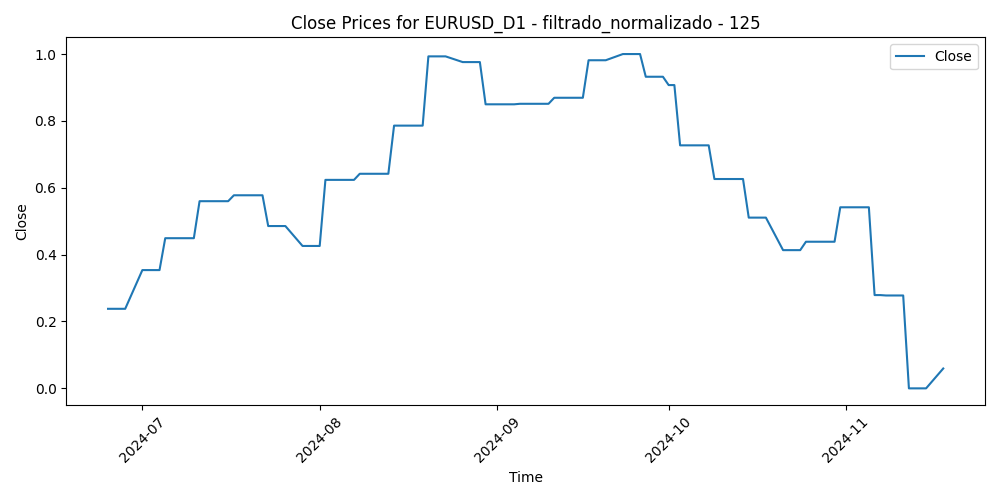 Close Prices for EURUSD_D1 - filtrado_normalizado - 125
Close
1.0
0.8
0.6
0.4
0.2
0.0
Close
2024-07
2024-08
2024-09
2024-10
2024-11
Time